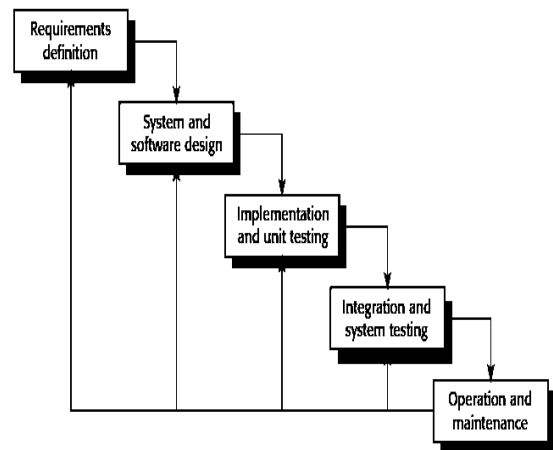 Requirements
definition
System and
software design
Implementation
and unit testing
Integration and
system testing
Operation and
maintenance